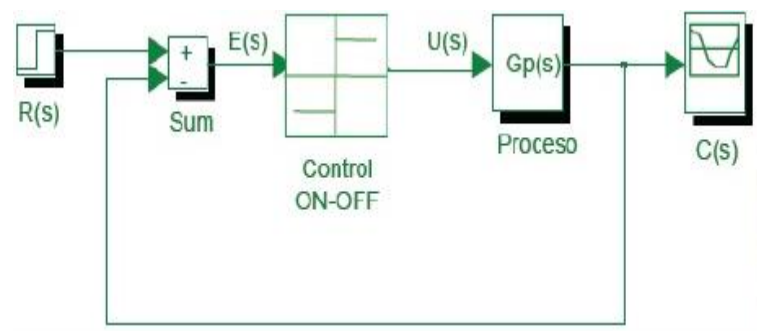 R(s)
+
-
Sum
E(s)
Control
ON-OFF
U(s)
Gp(s)
Proceso
C(s)